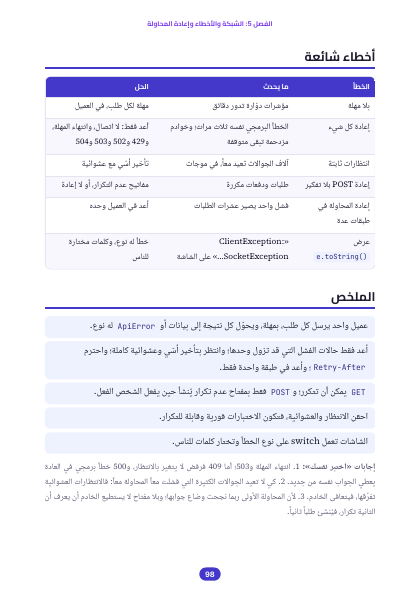 الفصل 5: الشبكة والأخطاء وإعادة المحاولة
أخطاء شائعة
الخطأ ما يحدث الحل
بلا مهلة مؤشرات دوّارة تدور دقائق مهلة لكل طلب، في العميل
إعادة كل شيء الخطأ البرمجي نفسه ثلاث مرات؛ وخوادم مزدحمة تبقى متوقفة أعد فقط: لا اتصال، وانتهاء المهلة، و429 و502 و503 و504
انتظارات ثابتة آلاف الجوالات تعيد معاً، في موجات تأخير أسّي مع عشوائية
إعادة POST بلا تفكير طلبات ودفعات مكررة مفاتيح عدم التكرار، أو لا إعادة
إعادة المحاولة في طبقات عدة فشل واحد يصير عشرات الطلبات أعد في العميل وحده
عرض e.toString() «ClientException: SocketException...» على الشاشة خطأ له نوع، وكلمات مختارة للناس
الملخص
عميل واحد يرسل كل طلب، بمهلة، ويحوّل كل نتيجة إلى بيانات أو ApiError له نوع.
أعد فقط حالات الفشل التي قد تزول وحدها؛ وانتظر بتأخير أسّي وعشوائية كاملة؛ واحترم
Retry-After؛ وأعد في طبقة واحدة فقط.
GET يمكن أن تتكرر؛ و POST فقط بمفتاح عدم تكرار يُنشأ حين يفعل الشخص الفعل.
احقن الانتظار والعشوائية، فتكون الاختبارات فورية وقابلة للتكرار.
الشاشات تعمل switch على نوع الخطأ وتختار كلمات للناس.
إجابات «اختبر نفسك»: 1. انتهاء المهلة و503؛ أما 409 فرفض لا يتغير بالانتظار، و500 خطأ برمجي في العادة
يعطي الجواب نفسه من جديد. 2. كي لا تعيد الجوالات الكثيرة التي فشلت معاً المحاولة معاً: فالانتظارات العشوائية
تفرّقها، فيتعافى الخادم. 3. لأن المحاولة الأولى ربما نجحت وضاع جوابها؛ وبلا مفتاح لا يستطيع الخادم أن يعرف أن
الثانية تكرار، فيُنشئ طلباً ثانياً.
98